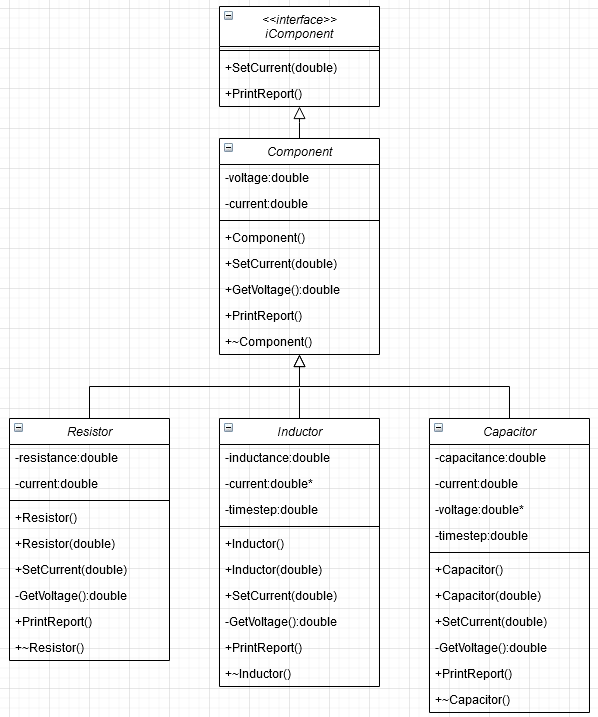 <<interface>>
iComponent
+SetCurrent(double)
+PrintReport()
Component
-voltage:double
-current:double
+Component()
+SetCurrent(double)
+GetVoltage():double
+PrintReport()
+~Component()
Resistor
-resistance:double
-current:double
+Resistor()
+Resistor(double)
+SetCurrent(double)
-GetVoltage():double
+PrintReport()
+~Resistor()
Inductor
-inductance:double
-current:double*
-timestep:double
+Inductor()
+Inductor(double)
+SetCurrent(double)
-GetVoltage():double
+PrintReport()
+~Inductor()
Capacitor
-capacitance:double
-current:double
-voltage:double*
-timestep:double
+Capacitor()
+Capacitor(double)
+SetCurrent(double)
-GetVoltage():double
+PrintReport()
+~Capacitor()